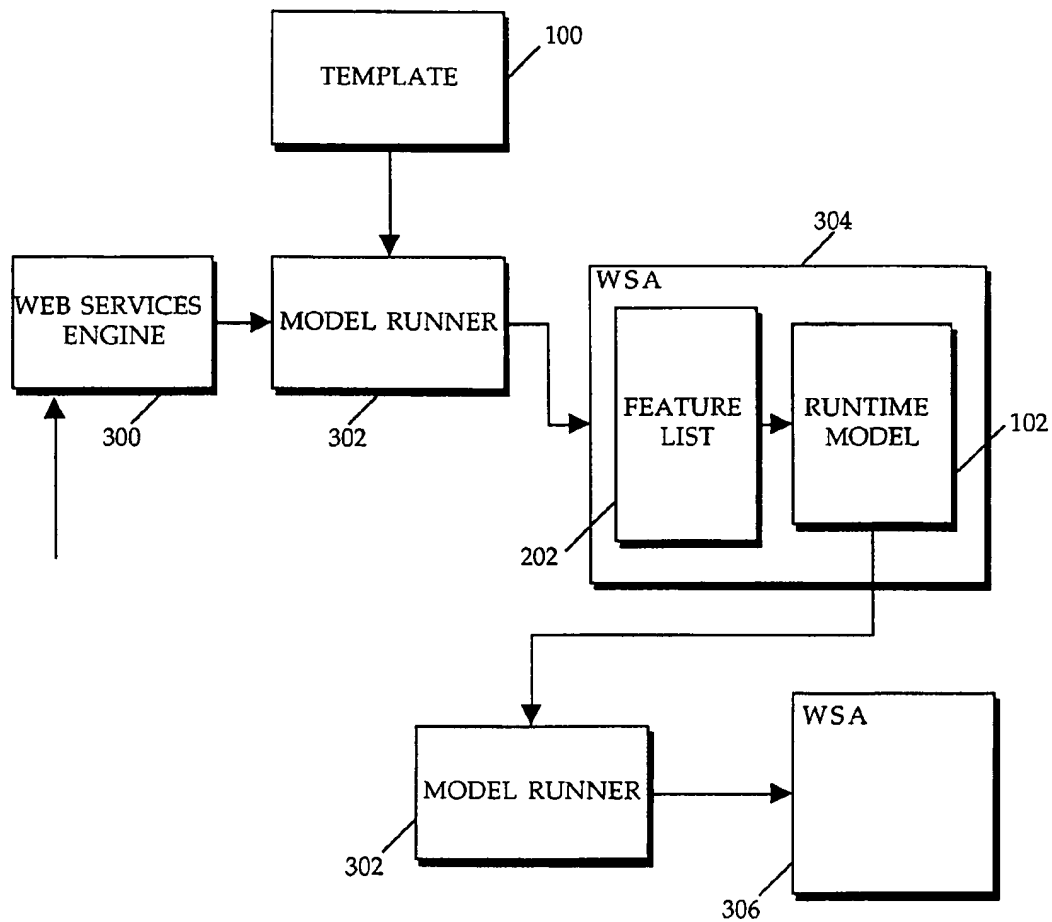 100
TEMPLATE
304
WSA
WEB SERVICES
ENGINE
MODEL RUNNER
FEATURE
LIST
RUNTIME
MODEL
300
302
102
202
WSA
MODEL RUNNER
302
306